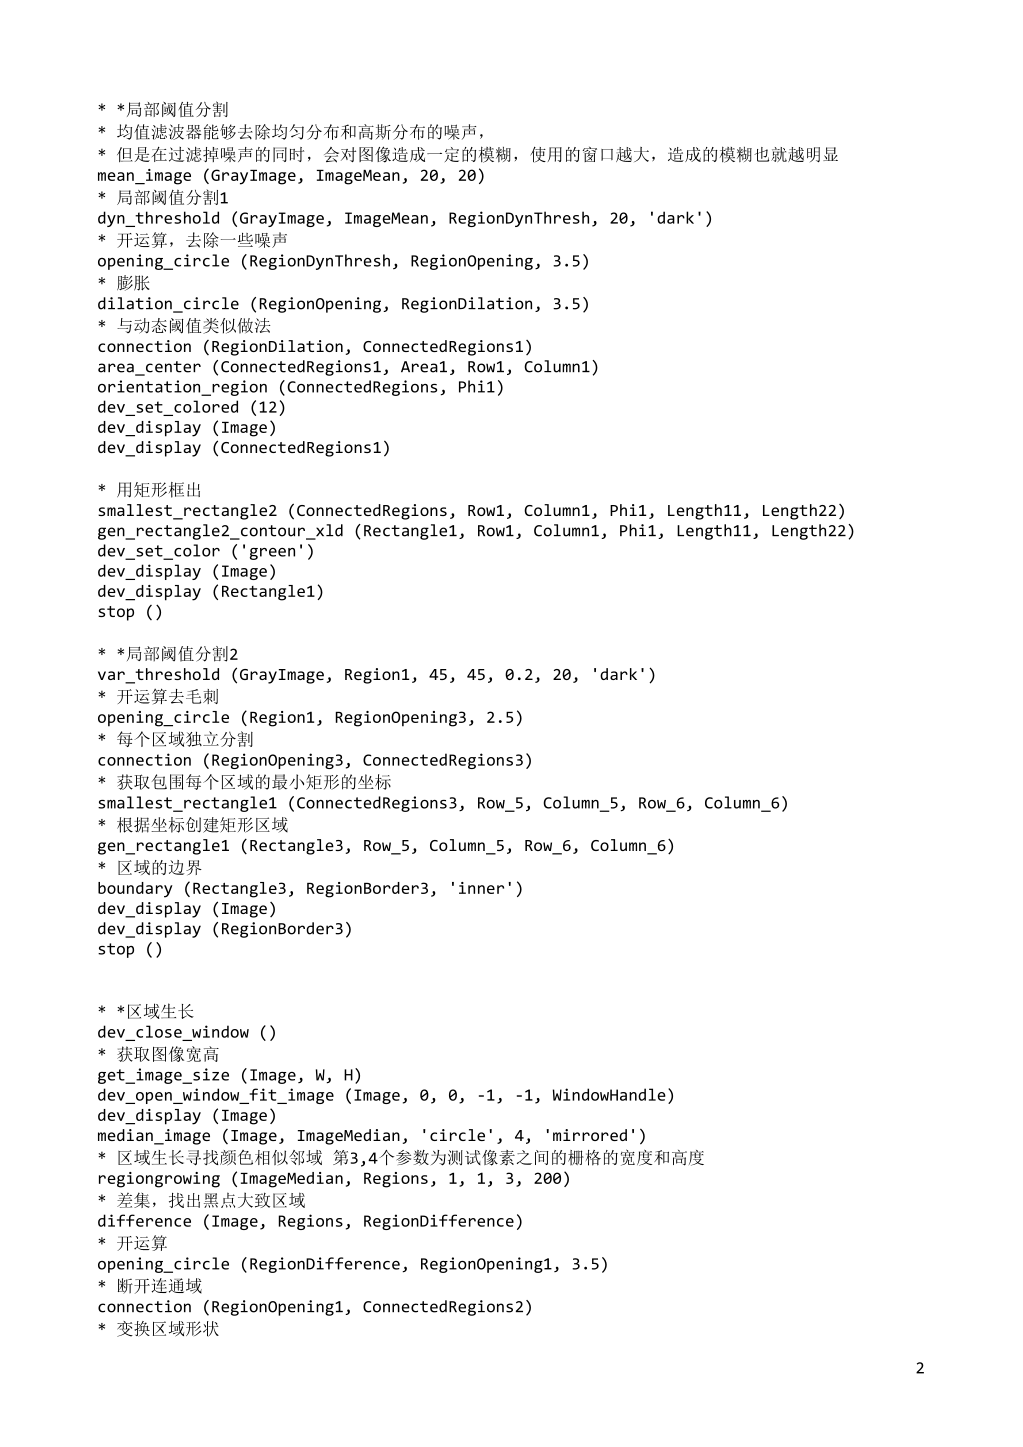 * *局部阈值分割
* 均值滤波器能够去除均匀分布和高斯分布的噪声，
* 但是在过滤掉噪声的同时，会对图像造成一定的模糊，使用的窗口越大，造成的模糊也就越明显
mean_image (GrayImage, ImageMean, 20, 20)
* 局部阈值分割1
dyn_threshold (GrayImage, ImageMean, RegionDynThresh, 20, 'dark')
* 开运算，去除一些噪声
opening_circle (RegionDynThresh, RegionOpening, 3.5)
* 膨胀
dilation_circle (RegionOpening, RegionDilation, 3.5)
* 与动态阈值类似做法
connection (RegionDilation, ConnectedRegions1)
area_center (ConnectedRegions1, Area1, Row1, Column1)
orientation_region (ConnectedRegions, Phi1)
dev_set_colored (12)
dev_display (Image)
dev_display (ConnectedRegions1)
* 用矩形框出
smallest_rectangle2 (ConnectedRegions, Row1, Column1, Phi1, Length11, Length22)
gen_rectangle2_contour_xld (Rectangle1, Row1, Column1, Phi1, Length11, Length22)
dev_set_color ('green')
dev_display (Image)
dev_display (Rectangle1)
stop ()
* *局部阈值分割2
var_threshold (GrayImage, Region1, 45, 45, 0.2, 20, 'dark')
* 开运算去毛刺
opening_circle (Region1, RegionOpening3, 2.5)
* 每个区域独立分割
connection (RegionOpening3, ConnectedRegions3)
* 获取包围每个区域的最小矩形的坐标
smallest_rectangle1 (ConnectedRegions3, Row_5, Column_5, Row_6, Column_6)
* 根据坐标创建矩形区域
gen_rectangle1 (Rectangle3, Row_5, Column_5, Row_6, Column_6)
* 区域的边界
boundary (Rectangle3, RegionBorder3, 'inner')
dev_display (Image)
dev_display (RegionBorder3)
stop ()
* *区域生长
dev_close_window ()
* 获取图像宽高
get_image_size (Image, W, H)
dev_open_window_fit_image (Image, 0, 0, -1, -1, WindowHandle)
dev_display (Image)
median_image (Image, ImageMedian, 'circle', 4, 'mirrored')
* 区域生长寻找颜色相似邻域 第3,4个参数为测试像素之间的栅格的宽度和高度
regiongrowing (ImageMedian, Regions, 1, 1, 3, 200)
* 差集，找出黑点大致区域
difference (Image, Regions, RegionDifference)
* 开运算
opening_circle (RegionDifference, RegionOpening1, 3.5)
* 断开连通域
connection (RegionOpening1, ConnectedRegions2)
* 变换区域形状
2